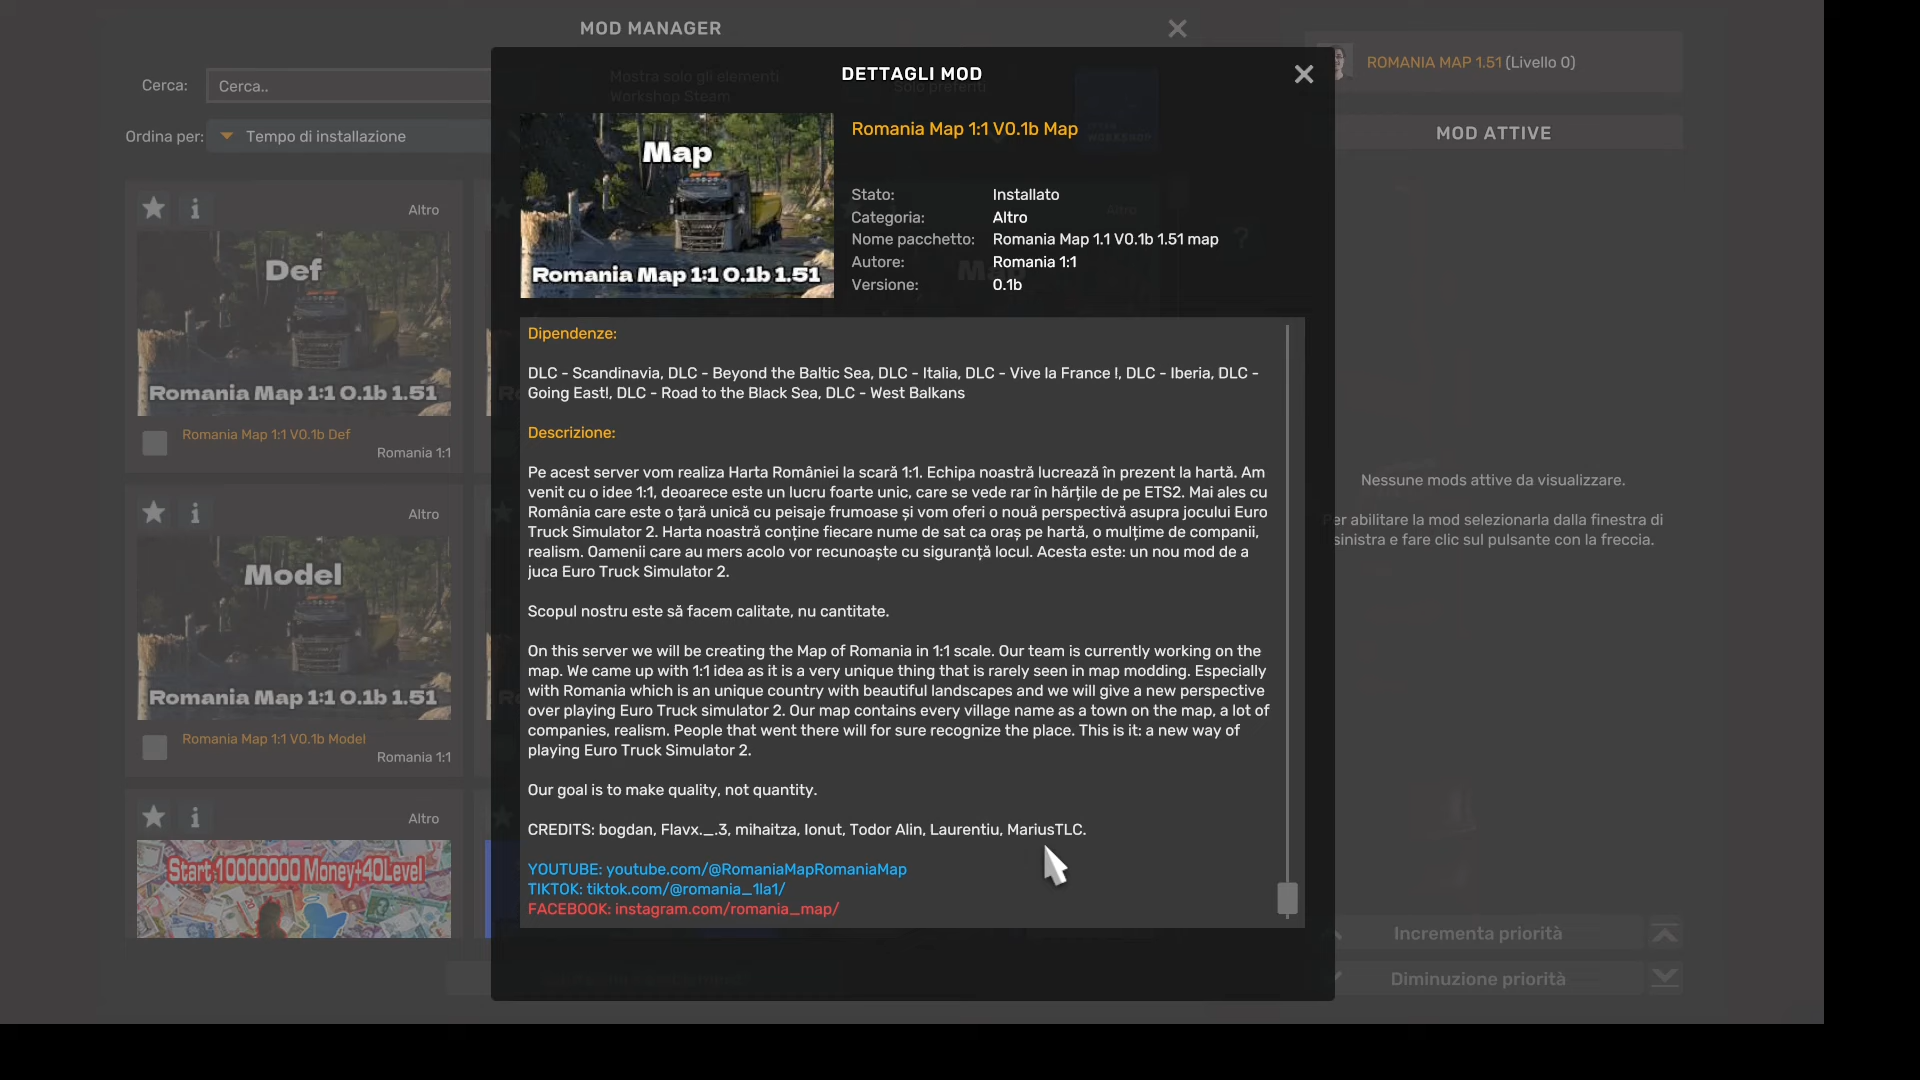 MOD MANAGER
Cerca:
Cerca..
Mostra solo gli elementi
Workshop Steam
Solo preferiti
Ordina per:
Tempo di installazione
Altro
Def
Romania Map 1:1 0.1b 1.51
Romania Map 1:1 V0.1b Def
Romania 1:1
Altro
Model
Romania Map 1:1 0.1b 1.51
Romania Map 1:1 V0.1b Model
Romania 1:1
Altro
Start 10000000 Money+40Level
DETTAGLI MOD
Map
Romania Map 1:1 0.1b 1.51
Romania Map 1:1 V0.1b Map
Stato: Installato
Categoria: Altro
Nome pacchetto: Romania Map 1.1 V0.1b 1.51 map
Autore: Romania 1:1
Versione: 0.1b
Dipendenze:
DLC - Scandinavia, DLC - Beyond the Baltic Sea, DLC - Italia, DLC - Vive la France !, DLC - Iberia, DLC -
Going East!, DLC - Road to the Black Sea, DLC - West Balkans
Descrizione:
Pe acest server vom realiza Harta României la scară 1:1. Echipa noastră lucrează în prezent la hartă. Am
venit cu o idee 1:1, deoarece este un lucru foarte unic, care se vede rar în hărțile de pe ETS2. Mai ales cu
România care este o țară unică cu peisaje frumoase și vom oferi o nouă perspectivă asupra jocului Euro
Truck Simulator 2. Harta noastră conține fiecare nume de sat ca oraș pe hartă, o mulțime de companii,
realism. Oamenii care au mers acolo vor recunoaște cu siguranță locul. Acesta este: un nou mod de a
juca Euro Truck Simulator 2.
Scopul nostru este să facem calitate, nu cantitate.
On this server we will be creating the Map of Romania in 1:1 scale. Our team is currently working on the
map. We came up with 1:1 idea as it is a very unique thing that is rarely seen in map modding. Especially
with Romania which is an unique country with beautiful landscapes and we will give a new perspective
over playing Euro Truck simulator 2. Our map contains every village name as a town on the map, a lot of
companies, realism. People that went there will for sure recognize the place. This is it: a new way of
playing Euro Truck Simulator 2.
Our goal is to make quality, not quantity.
CREDITS: bogdan, Flavx._.3, mihaitza, Ionut, Todor Alin, Laurentiu, MariusTLC.
YOUTUBE: youtube.com/@RomaniaMapRomaniaMap
TIKTOK: tiktok.com/@romania_1la1/
FACEBOOK: instagram.com/romania_map/
ROMANIA MAP 1.51 (Livello 0)
MOD ATTIVE
Nessune mods attive da visualizzare.
Per abilitare la mod selezionarla dalla finestra di
sinistra e fare clic sul pulsante con la freccia.
Incrementa priorità
Diminuzione priorità